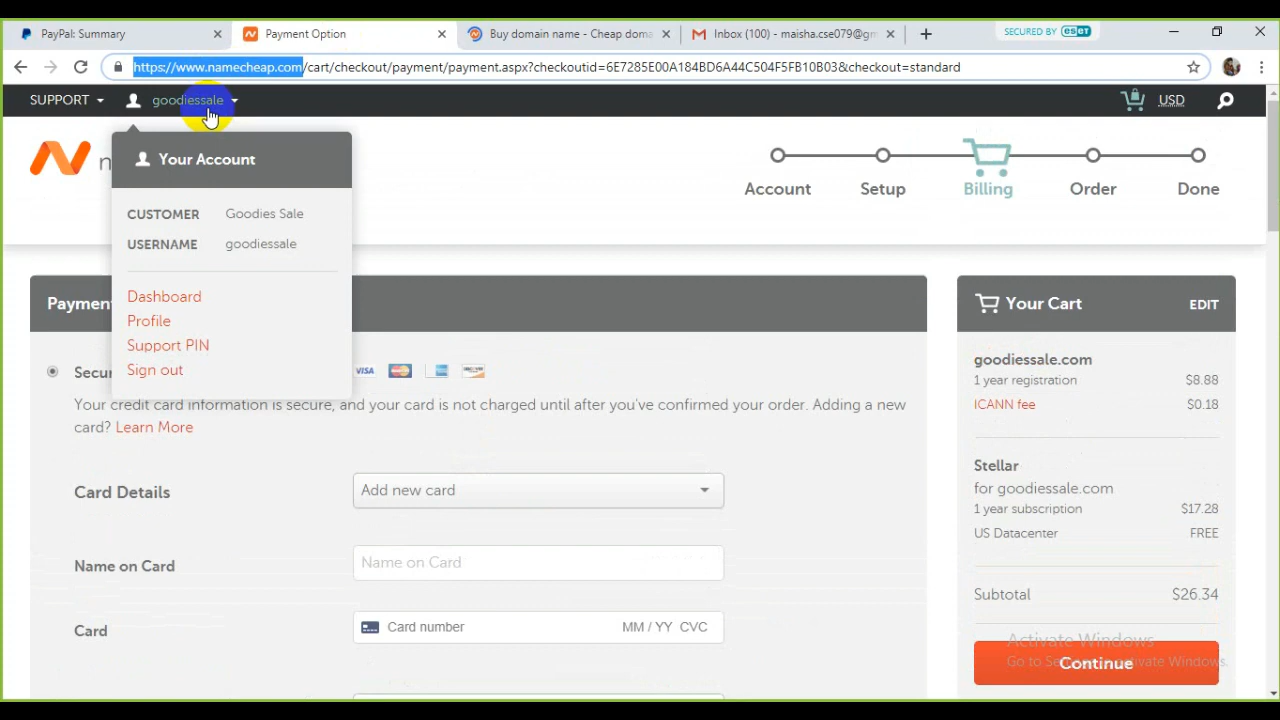 PayPal: Summary
Payment Option
Buy domain name - Cheap doma
Inbox (100) - maisha.cse079@gm
SECURED BY eset
https://www.namecheap.com/cart/checkout/payment/payment.aspx?checkoutid=6E725B5D00A184BD6A44C504F5FB10B03&checkout=standard
SUPPORT
goodiessale
USD
n
Your Account
CUSTOMER Goodies Sale
USERNAME goodiessale
Dashboard
Profile
Support PIN
Sign out
Account
Setup
Billing
Order
Done
Paymen
Secur
VISA
Your credit card information is secure, and your card is not charged until after you've confirmed your order. Adding a new
card? Learn More
Card Details
Add new card
Name on Card
Name on Card
Card
Card number MM / YY CVC
Your Cart EDIT
goodiessale.com
1 year registration $8.88
ICANN fee $0.18
Stellar
for goodiessale.com
1 year subscription $17.28
US Datacenter FREE
Subtotal $26.34
Activate Windows
Continue